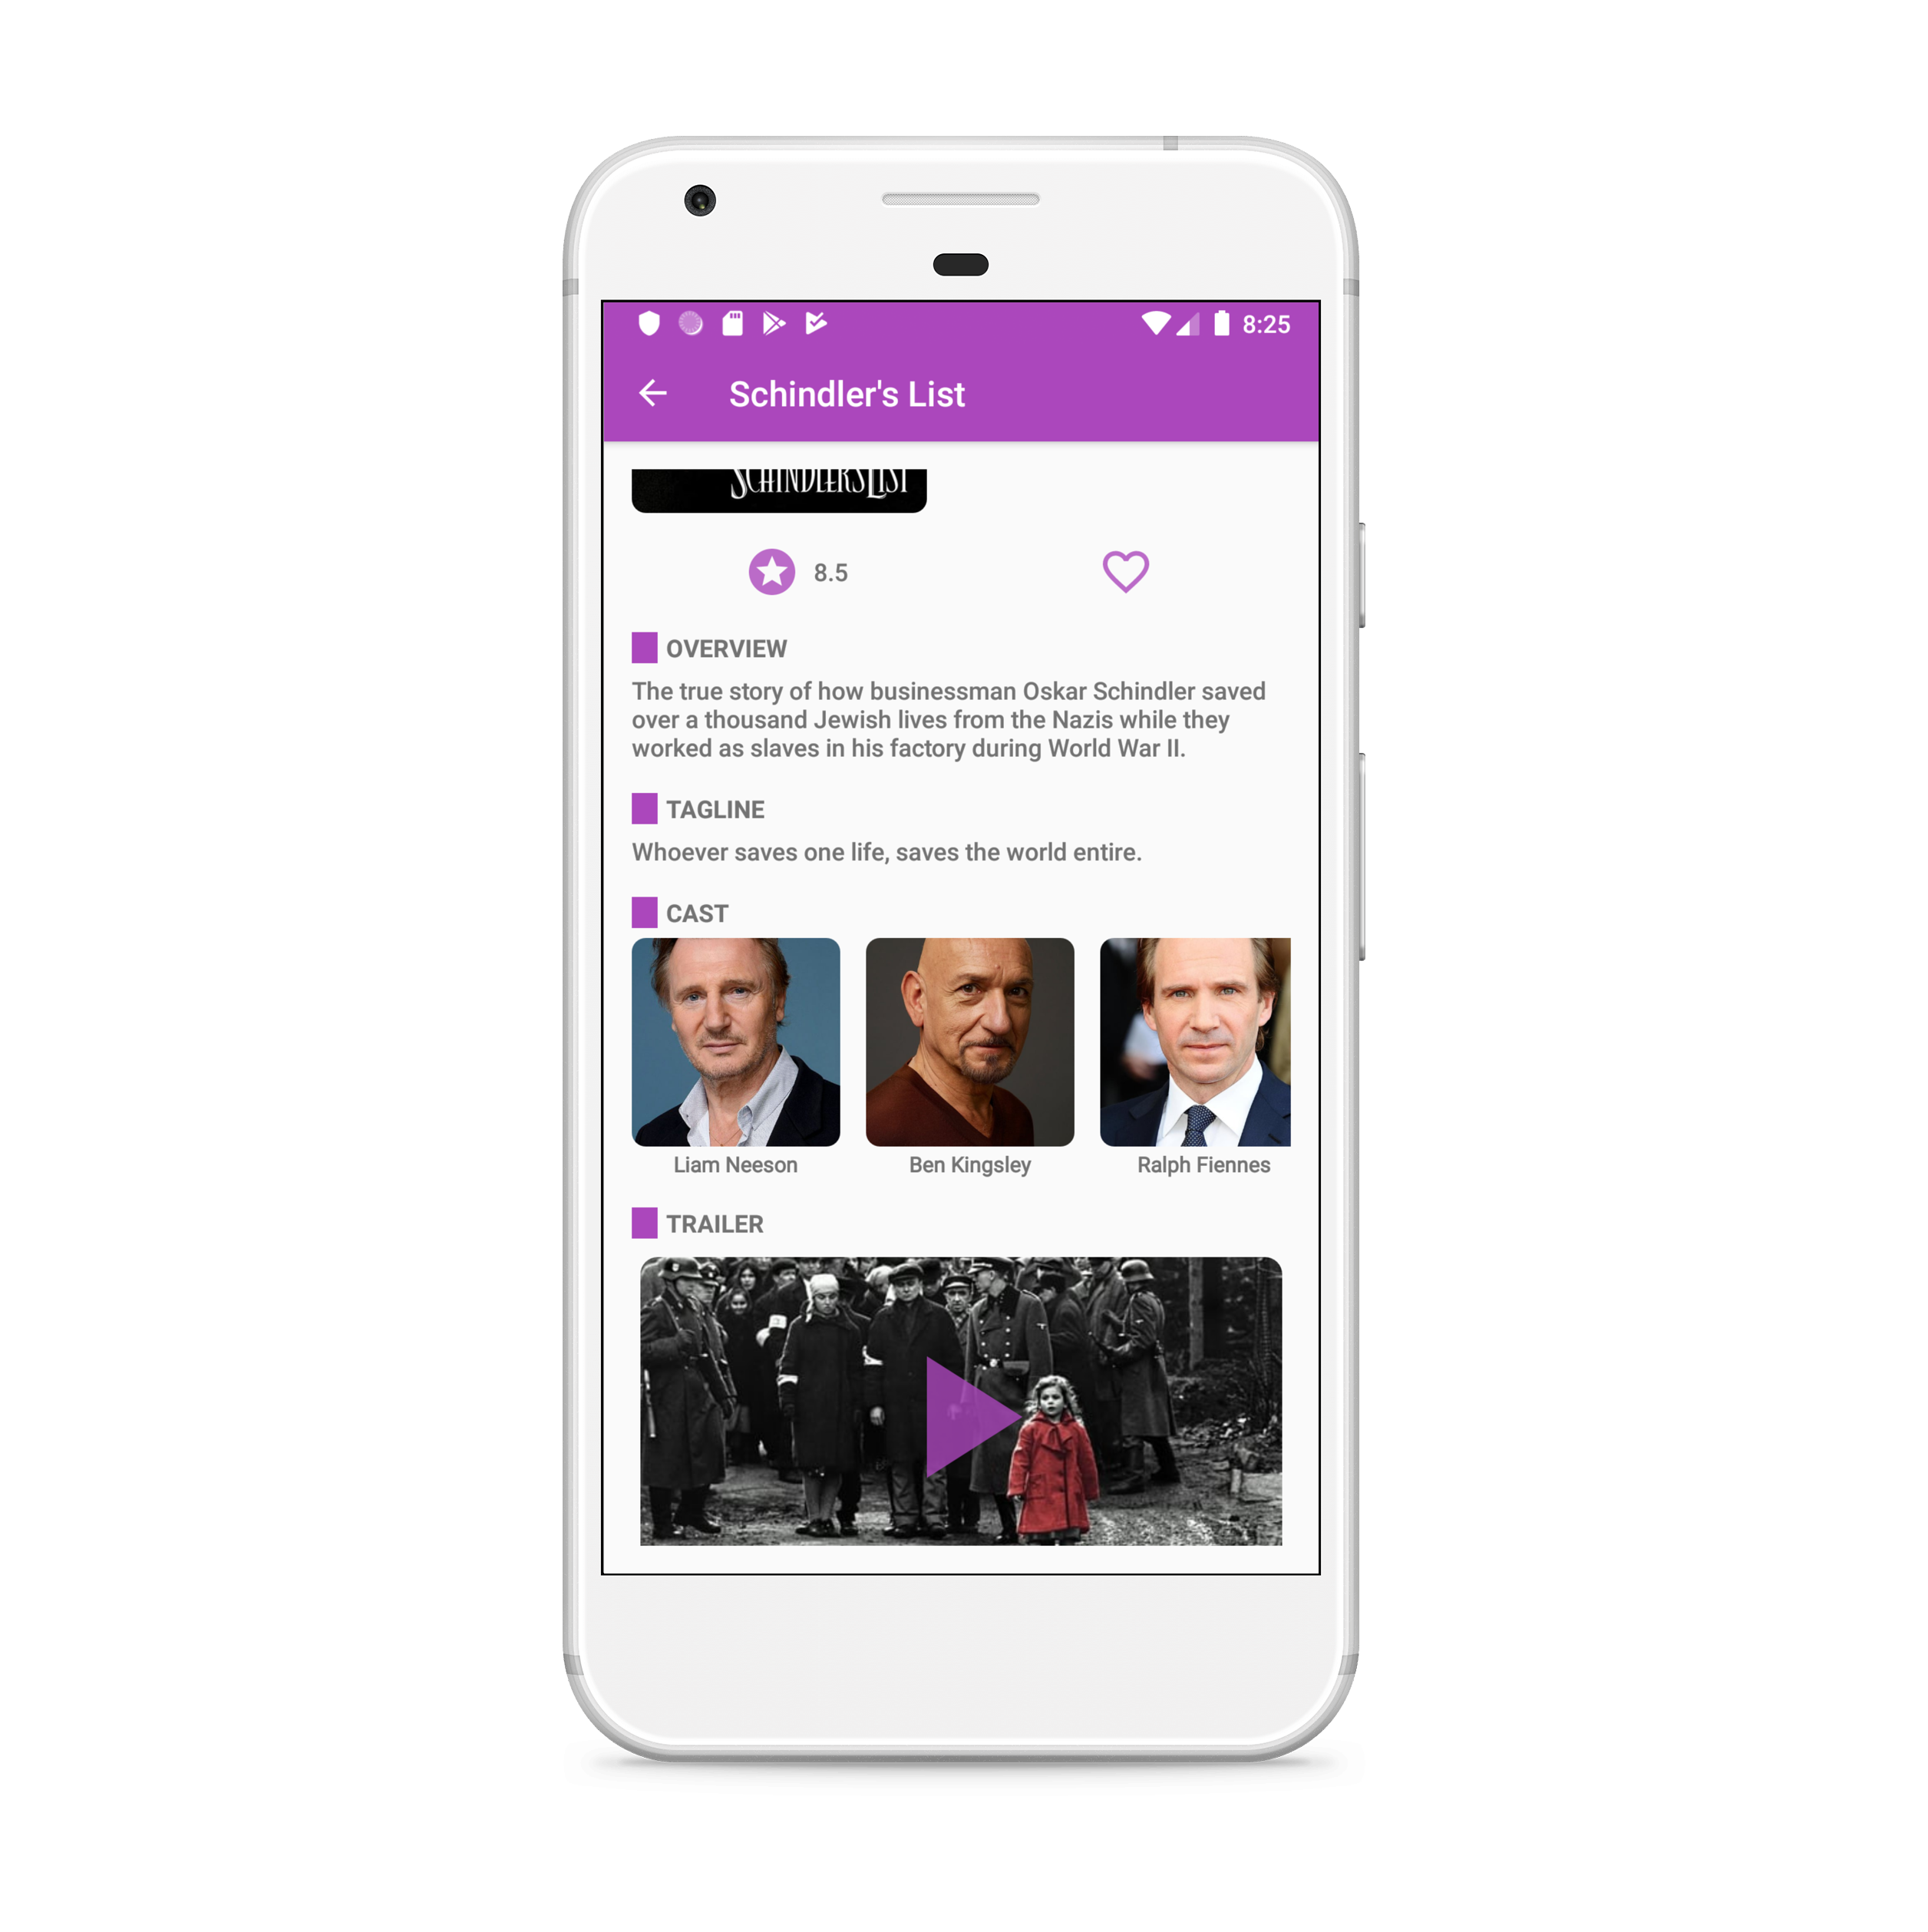 8:25
Schindler's List
SCHINDLER'S LIST
8.5
OVERVIEW
The true story of how businessman Oskar Schindler saved
over a thousand Jewish lives from the Nazis while they
worked as slaves in his factory during World War II.
TAGLINE
Whoever saves one life, saves the world entire.
CAST
Liam Neeson
Ben Kingsley
Ralph Fiennes
TRAILER